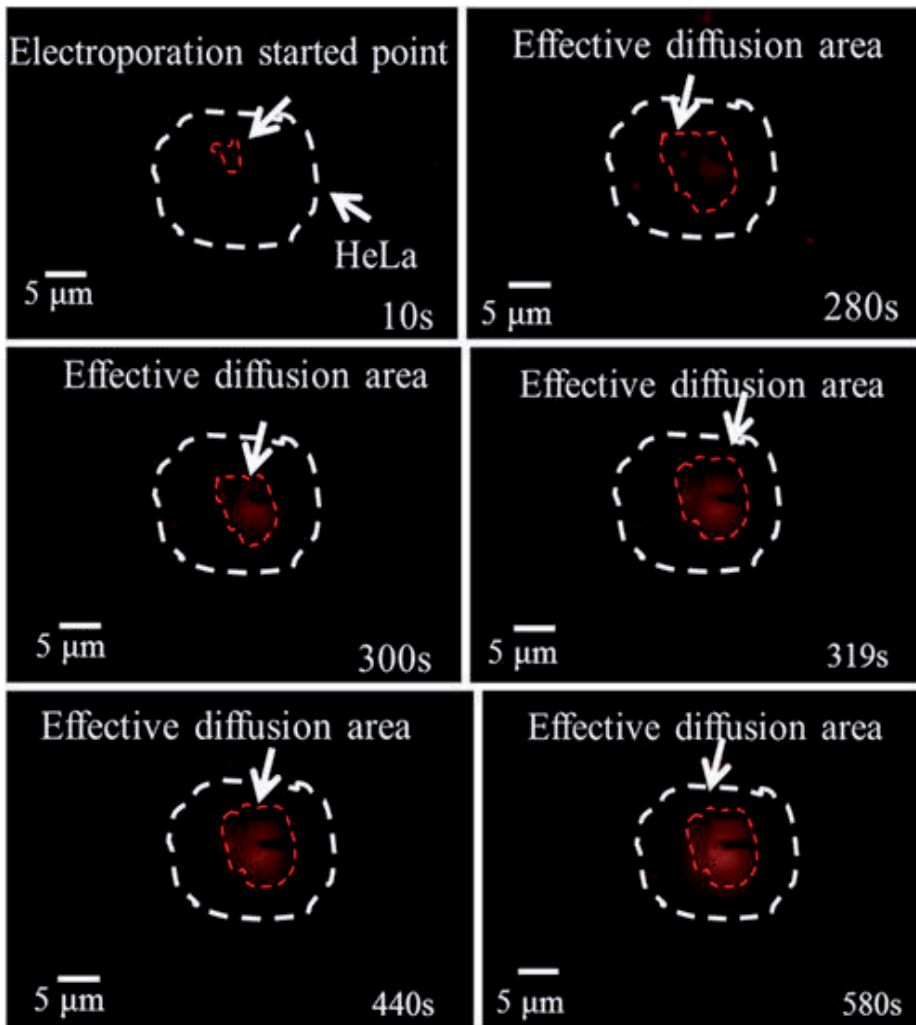 Electroporation started point
HeLa
5 μm
10s
Effective diffusion area
5 μm
280s
Effective diffusion area
5 μm
300s
Effective diffusion area
5 μm
319s
Effective diffusion area
5 μm
440s
Effective diffusion area
5 μm
580s